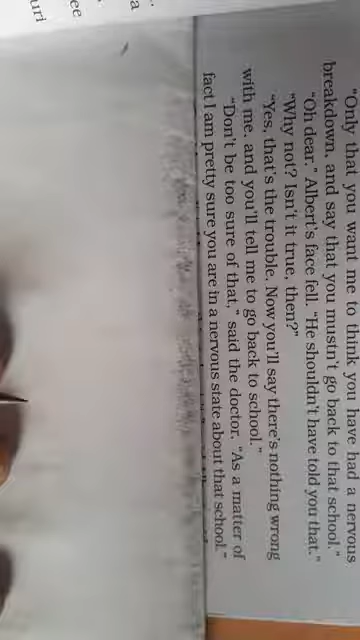 "Only that you want me to think you have had a nervous
breakdown, and say that you mustn't go back to that school."
"Oh dear." Albert's face fell. "He shouldn't have told you that."
"Why not? Isn't it true, then?"
"Yes, that's the trouble. Now you'll say there's nothing wrong
with me, and you'll tell me to go back to school."
"Don't be too sure of that," said the doctor. "As a matter of
fact I am pretty sure you are in a nervous state about that school."
a
ee
uri